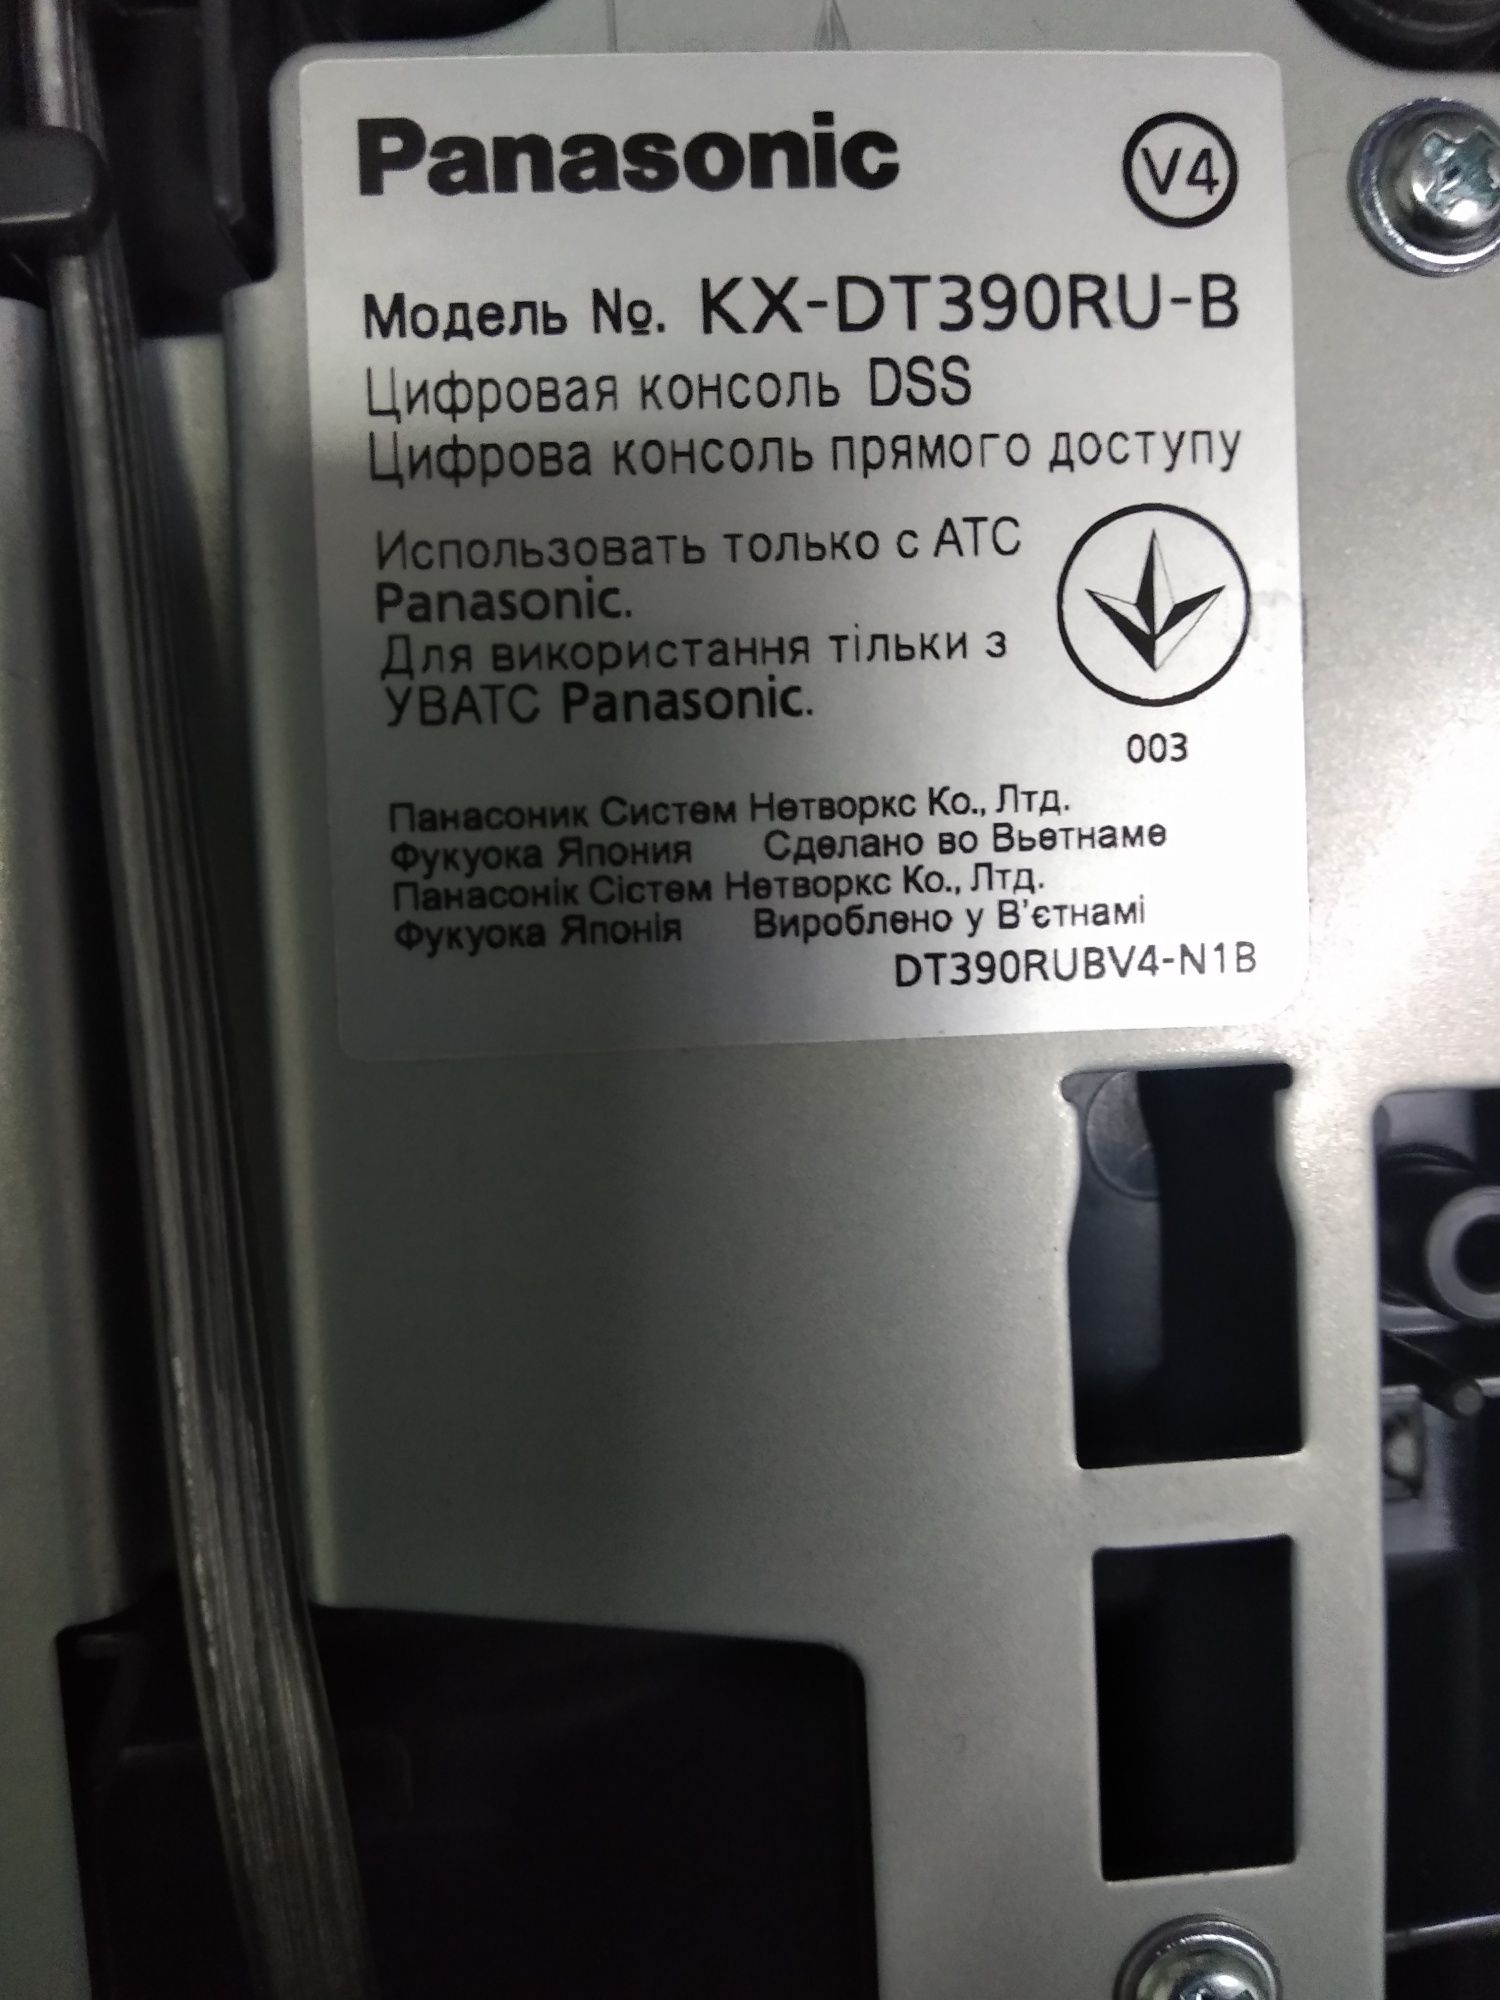 Panasonic
V4
Модель №. KX-DT390RU-B
Цифровая консоль DSS
Цифрова консоль прямого доступу
Использовать только с АТС
Panasonic.
Для використання тільки з
УВАТС Panasonic.
003
Панасоник Систем Нетворкс Ко., Лтд.
Фукуока Япония Сделано во Вьетнаме
Панасонік Сістем Нетворкс Ко., Лтд.
Фукуока Японія Вироблено у В'єтнамі
DT390RUBV4-N1B